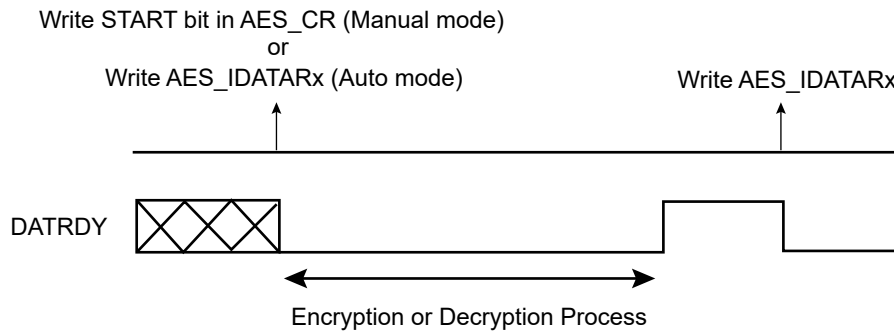 Write START bit in AES_CR (Manual mode)
or
Write AES_IDATARx (Auto mode)
Write AES_IDATARx
DATRDY
Encryption or Decryption Process